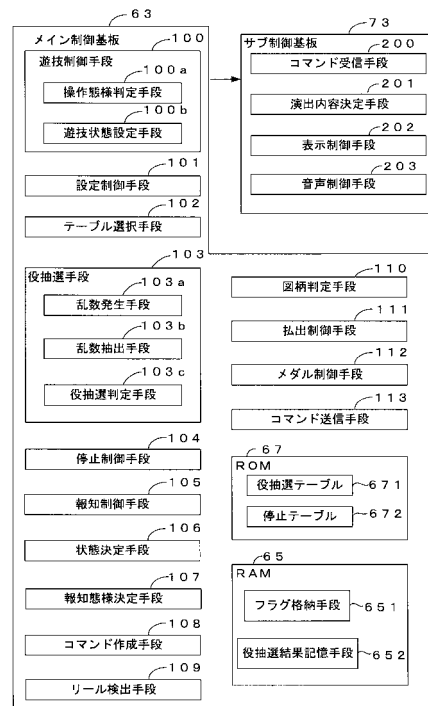 63
メイン制御基板
100
遊技制御手段
100a
操作態様判定手段
100b
遊技状態設定手段
101
設定制御手段
102
テーブル選択手段
103
役抽選手段
103a
乱数発生手段
103b
乱数抽出手段
103c
役抽選判定手段
104
停止制御手段
105
報知制御手段
106
状態決定手段
107
報知態様決定手段
108
コマンド作成手段
109
リール検出手段
73
サブ制御基板
200
コマンド受信手段
201
演出内容決定手段
202
表示制御手段
203
音声制御手段
110
図柄判定手段
111
払出制御手段
112
メダル制御手段
113
コマンド送信手段
67
ROM
役抽選テーブル
671
停止テーブル
672
65
RAM
フラグ格納手段
651
役抽選結果記憶手段
652